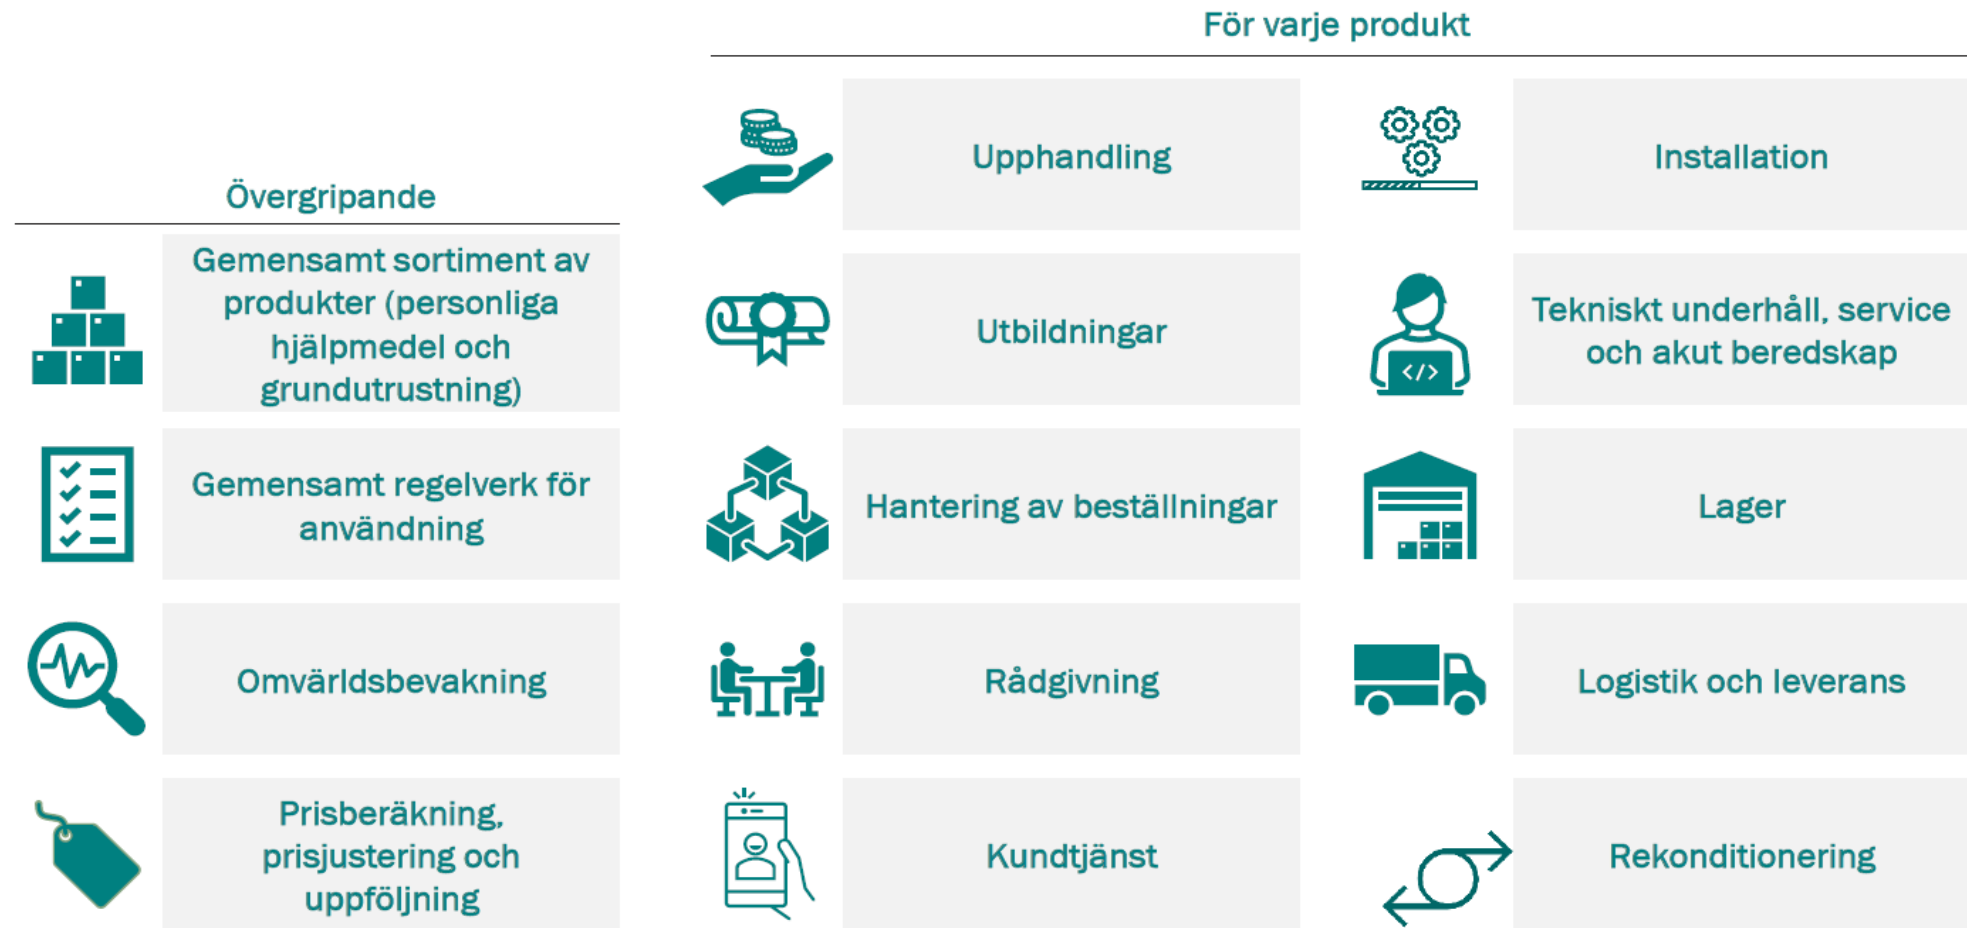 För varje produkt
Övergripande
Gemensamt sortiment av
produkter (personliga
hjälpmedel och
grundutrustning)
Gemensamt regelverk för
användning
Omvärldsbevakning
Prisberäkning,
prisjustering och
uppföljning
Upphandling
Utbildningar
Hantering av beställningar
Rådgivning
Kundtjänst
Installation
</>
Tekniskt underhåll, service
och akut beredskap
Lager
Logistik och leverans
Rekonditionering